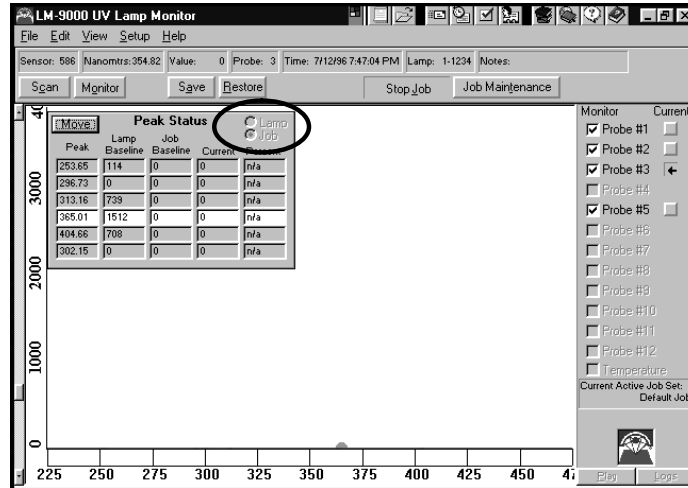 LM-9000 UV Lamp Monitor
File Edit View Setup Help
Sensor: 586 Nanomtrs:354.82 Value: 0 Probe: 3 Time: 7/12/96 7:47:04 PM Lamp: 1-1234 Notes:
Scan Monitor Save Restore Stop Job Job Maintenance
Move Peak Status Lamp
Job
Peak Lamp Baseline Job Baseline Current Percent
253.65 114 0 0 n/a
296.73 0 0 0 n/a
313.16 739 0 0 n/a
365.01 1512 0 0 n/a
404.66 708 0 0 n/a
302.15 0 0 0 n/a
3000
2000
1000
0
225 250 275 300 325 350 375 400 425 450
Monitor Current
Probe #1
Probe #2
Probe #3
Probe #4
Probe #5
Probe #6
Probe #7
Probe #8
Probe #9
Probe #10
Probe #11
Probe #12
Temperature
Current Active Job Set:
Default Job
Play Logs